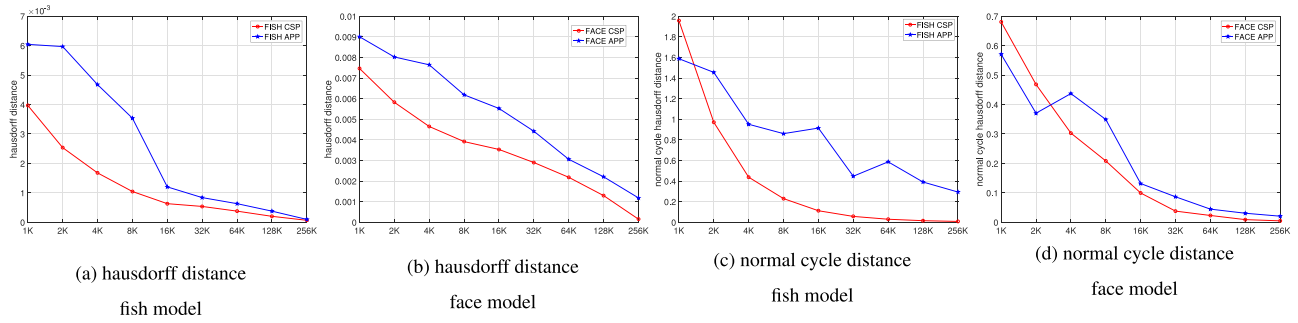 ×10⁻³
7
6
5
4
3
2
1
0
hausdorff distance
FISH CSP
FISH APP
1K 2K 4K 8K 16K 32K 64K 128K 256K
(a) hausdorff distance
fish model
0.01
0.009
0.008
0.007
0.006
0.005
0.004
0.003
0.002
0.001
0
hausdorff distance
FACE CSP
FACE APP
1K 2K 4K 8K 16K 32K 64K 128K 256K
(b) hausdorff distance
face model
2
1.8
1.6
1.4
1.2
1
0.8
0.6
0.4
0.2
0
normal cycle hausdorff distance
FISH CSP
FISH APP
1K 2K 4K 8K 16K 32K 64K 128K 256K
(c) normal cycle distance
fish model
0.7
0.6
0.5
0.4
0.3
0.2
0.1
0
normal cycle hausdorff distance
FACE CSP
FACE APP
1K 2K 4K 8K 16K 32K 64K 128K 256K
(d) normal cycle distance
face model